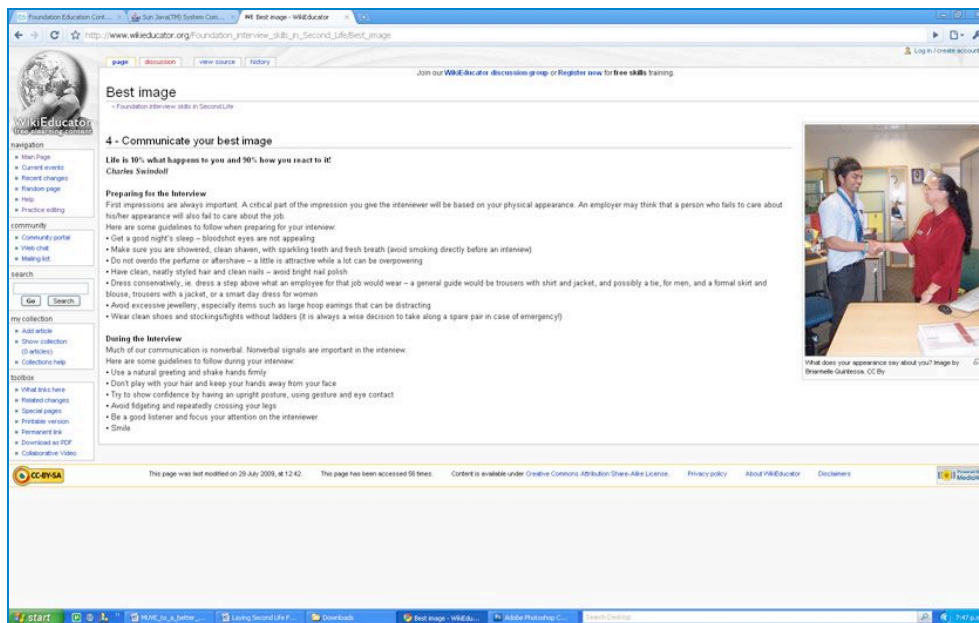 Foundation Education Cont...
Sun Java(TM) System Com...
Best image - WikiEducator
http://www.wikieducator.org/Foundation_interview_skills_in_Second_Life/Best_image
Log in / create account
page
discussion
view source
history
Join our WikiEducator discussion group or Register now for free skills training.
Best image
< Foundation interview skills in Second Life
4 - Communicate your best image
Life is 10% what happens to you and 90% how you react to it!
Charles Swindoll
Preparing for the Interview
First impressions are always important. A critical part of the impression you give the interviewer will be based on your physical appearance. An employer may think that a person who fails to care about
his/her appearance will also fail to care about the job.
Here are some guidelines to follow when preparing for your interview:
• Get a good night's sleep – bloodshot eyes are not appealing
• Make sure you are showered, clean shaven, with sparkling teeth and fresh breath (avoid smoking directly before an interview)
• Do not overdo the perfume or aftershave – a little is attractive while a lot can be overpowering
• Have clean, neatly styled hair and clean nails – avoid bright nail polish
• Dress conservatively, ie. dress a step above what an employee for that job would wear – a general guide would be trousers with shirt and jacket, and possibly a tie, for men, and a formal skirt and
blouse, trousers with a jacket, or a smart day dress for women
• Avoid excessive jewellery, especially items such as large hoop earrings that can be distracting
• Wear clean shoes and stockings/tights without ladders (it is always a wise decision to take along a spare pair in case of emergency!)
During the Interview
Much of our communication is nonverbal. Nonverbal signals are important in the interview.
Here are some guidelines to follow during your interview:
• Use a natural greeting and shake hands firmly
• Don't play with your hair and keep your hands away from your face
• Try to show confidence by having an upright posture, using gesture and eye contact
• Avoid fidgeting and repeatedly crossing your legs
• Be a good listener and focus your attention on the interviewer
• Smile
What does your appearance say about you? Image by
Briarmelle Quintessa. CC By
WikiEducator
free elearning content
navigation
Main Page
Current events
Recent changes
Random page
Help
Practice editing
community
Community portal
Web chat
Mailing list
search
Go
Search
my collection
Add article
Show collection
(0 articles)
Collections help
toolbox
What links here
Related changes
Special pages
Printable version
Permanent link
Download as PDF
Collaborative Video
CC-BY-SA
This page was last modified on 29 July 2009, at 12:42.
This page has been accessed 56 times.
Content is available under Creative Commons Attribution Share-Alike License.
Privacy policy
About WikiEducator
Disclaimers
start
MUVE_to_a_better_...
Laying Second Life F...
Downloads
Best image - WikiEdu...
Adobe Photoshop C...
Search Desktop